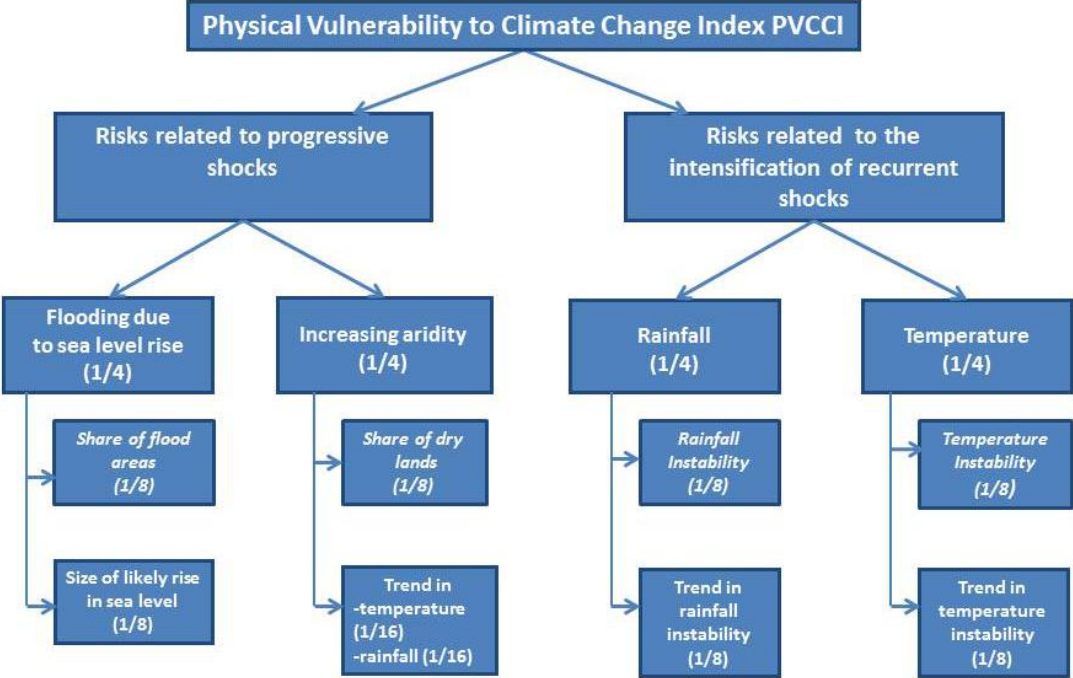 Physical Vulnerability to Climate Change Index PVCCI
Risks related to progressive
shocks
Risks related to the
intensification of recurrent
shocks
Flooding due
to sea level rise
(1/4)
Increasing aridity
(1/4)
Rainfall
(1/4)
Temperature
(1/4)
Share of flood
areas
(1/8)
Share of dry
lands
(1/8)
Rainfall
Instability
(1/8)
Temperature
Instability
(1/8)
Size of likely rise
in sea level
(1/8)
Trend in
-temperature
(1/16)
-rainfall (1/16)
Trend in
rainfall
instability
(1/8)
Trend in
temperature
instability
(1/8)